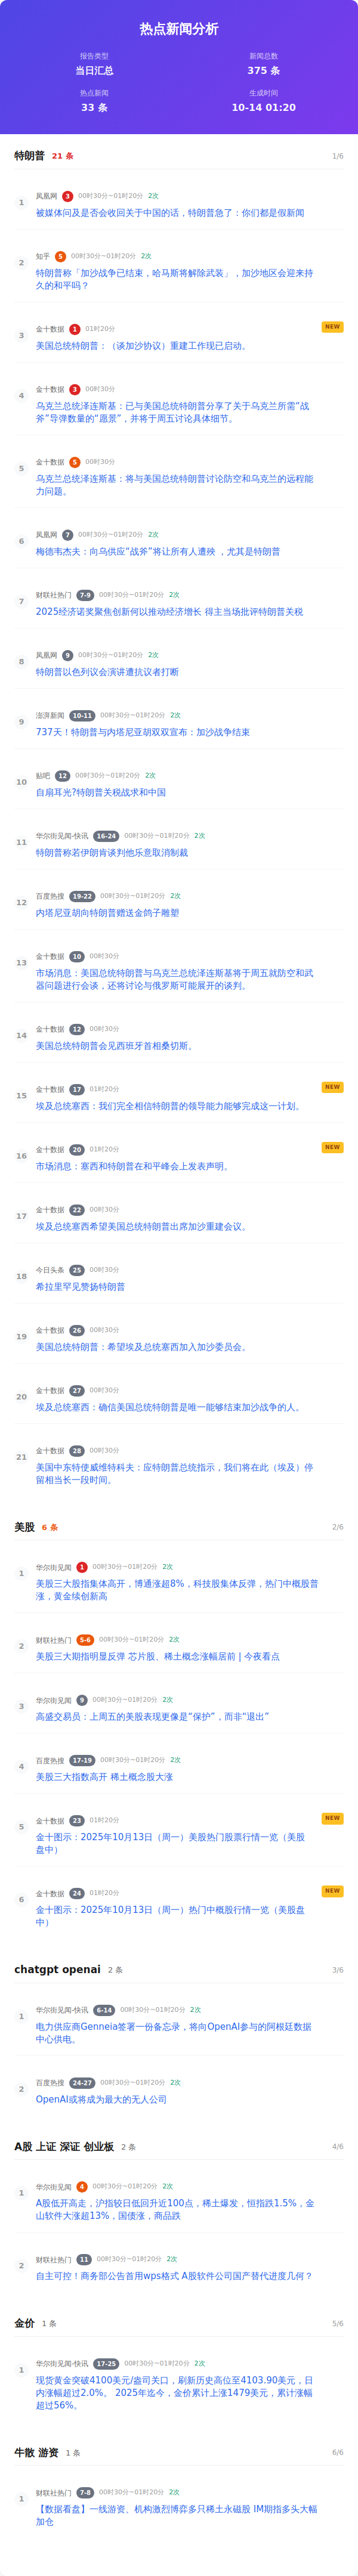 热点新闻分析
报告类型
当日汇总
新闻总数
375 条
热点新闻
33 条
生成时间
10-14 01:20
特朗普 21 条 1/6
1 凤凰网 3 00时30分~01时20分 2次
被媒体问及是否会收回关于中国的话，特朗普急了：你们都是假新闻
2 知乎 5 00时30分~01时20分 2次
特朗普称「加沙战争已结束，哈马斯将解除武装」，加沙地区会迎来持
久的和平吗？
3 金十数据 1 01时20分 NEW
美国总统特朗普：（谈加沙协议）重建工作现已启动。
4 金十数据 3 00时30分
乌克兰总统泽连斯基：已与美国总统特朗普分享了关于乌克兰所需“战
斧”导弹数量的“愿景”，并将于周五讨论具体细节。
5 金十数据 5 00时30分
乌克兰总统泽连斯基：将与美国总统特朗普讨论防空和乌克兰的远程能
力问题。
6 凤凰网 7 00时30分~01时20分 2次
梅德韦杰夫：向乌供应“战斧”将让所有人遭殃 ，尤其是特朗普
7 财联社热门 7-9 00时30分~01时20分 2次
2025经济诺奖聚焦创新何以推动经济增长 得主当场批评特朗普关税
8 凤凰网 9 00时30分~01时20分 2次
特朗普以色列议会演讲遭抗议者打断
9 澎湃新闻 10-11 00时30分~01时20分 2次
737天！特朗普与内塔尼亚胡双双宣布：加沙战争结束
10 贴吧 12 00时30分~01时20分 2次
自扇耳光?特朗普关税战求和中国
11 华尔街见闻-快讯 16-24 00时30分~01时20分 2次
特朗普称若伊朗肯谈判他乐意取消制裁
12 百度热搜 19-22 00时30分~01时20分 2次
内塔尼亚胡向特朗普赠送金鸽子雕塑
13 金十数据 10 00时30分
市场消息：美国总统特朗普与乌克兰总统泽连斯基将于周五就防空和武
器问题进行会谈，还将讨论与俄罗斯可能展开的谈判。
14 金十数据 12 00时30分
美国总统特朗普会见西班牙首相桑切斯。
15 金十数据 17 01时20分 NEW
埃及总统塞西：我们完全相信特朗普的领导能力能够完成这一计划。
16 金十数据 20 01时20分 NEW
市场消息：塞西和特朗普在和平峰会上发表声明。
17 金十数据 22 00时30分
埃及总统塞西希望美国总统特朗普出席加沙重建会议。
18 今日头条 25 00时30分
希拉里罕见赞扬特朗普
19 金十数据 26 00时30分
美国总统特朗普：希望埃及总统塞西加入加沙委员会。
20 金十数据 27 00时30分
埃及总统塞西：确信美国总统特朗普是唯一能够结束加沙战争的人。
21 金十数据 28 00时30分
美国中东特使威维特科夫：应特朗普总统指示，我们将在此（埃及）停
留相当长一段时间。
美股 6 条 2/6
1 华尔街见闻 1 00时30分~01时20分 2次
美股三大股指集体高开，博通涨超8%，科技股集体反弹，热门中概股普
涨，黄金续创新高
2 财联社热门 5-6 00时30分~01时20分 2次
美股三大期指明显反弹 芯片股、稀土概念涨幅居前 | 今夜看点
3 华尔街见闻 9 00时30分~01时20分 2次
高盛交易员：上周五的美股表现更像是“保护”，而非“退出”
4 百度热搜 17-19 00时30分~01时20分 2次
美股三大指数高开 稀土概念股大涨
5 金十数据 23 01时20分 NEW
金十图示：2025年10月13日（周一）美股热门股票行情一览（美股
盘中）
6 金十数据 24 01时20分 NEW
金十图示：2025年10月13日（周一）热门中概股行情一览（美股盘
中）
chatgpt openai 2 条 3/6
1 华尔街见闻-快讯 6-14 00时30分~01时20分 2次
电力供应商Genneia签署一份备忘录，将向OpenAI参与的阿根廷数据
中心供电。
2 百度热搜 24-27 00时30分~01时20分 2次
OpenAI或将成为最大的无人公司
A股 上证 深证 创业板 2 条 4/6
1 华尔街见闻 4 00时30分~01时20分 2次
A股低开高走，沪指较日低回升近100点，稀土爆发，恒指跌1.5%，金
山软件大涨超13%，国债涨，商品跌
2 财联社热门 11 00时30分~01时20分 2次
自主可控！商务部公告首用wps格式 A股软件公司国产替代进度几何？
金价 1 条 5/6
1 华尔街见闻-快讯 17-25 00时30分~01时20分 2次
现货黄金突破4100美元/盎司关口，刷新历史高位至4103.90美元，日
内涨幅超过2.0%。 2025年迄今，金价累计上涨1479美元，累计涨幅
超过56%。
牛散 游资 1 条 6/6
1 财联社热门 7-8 00时30分~01时20分 2次
【数据看盘】一线游资、机构激烈博弈多只稀土永磁股 IM期指多头大幅
加仓